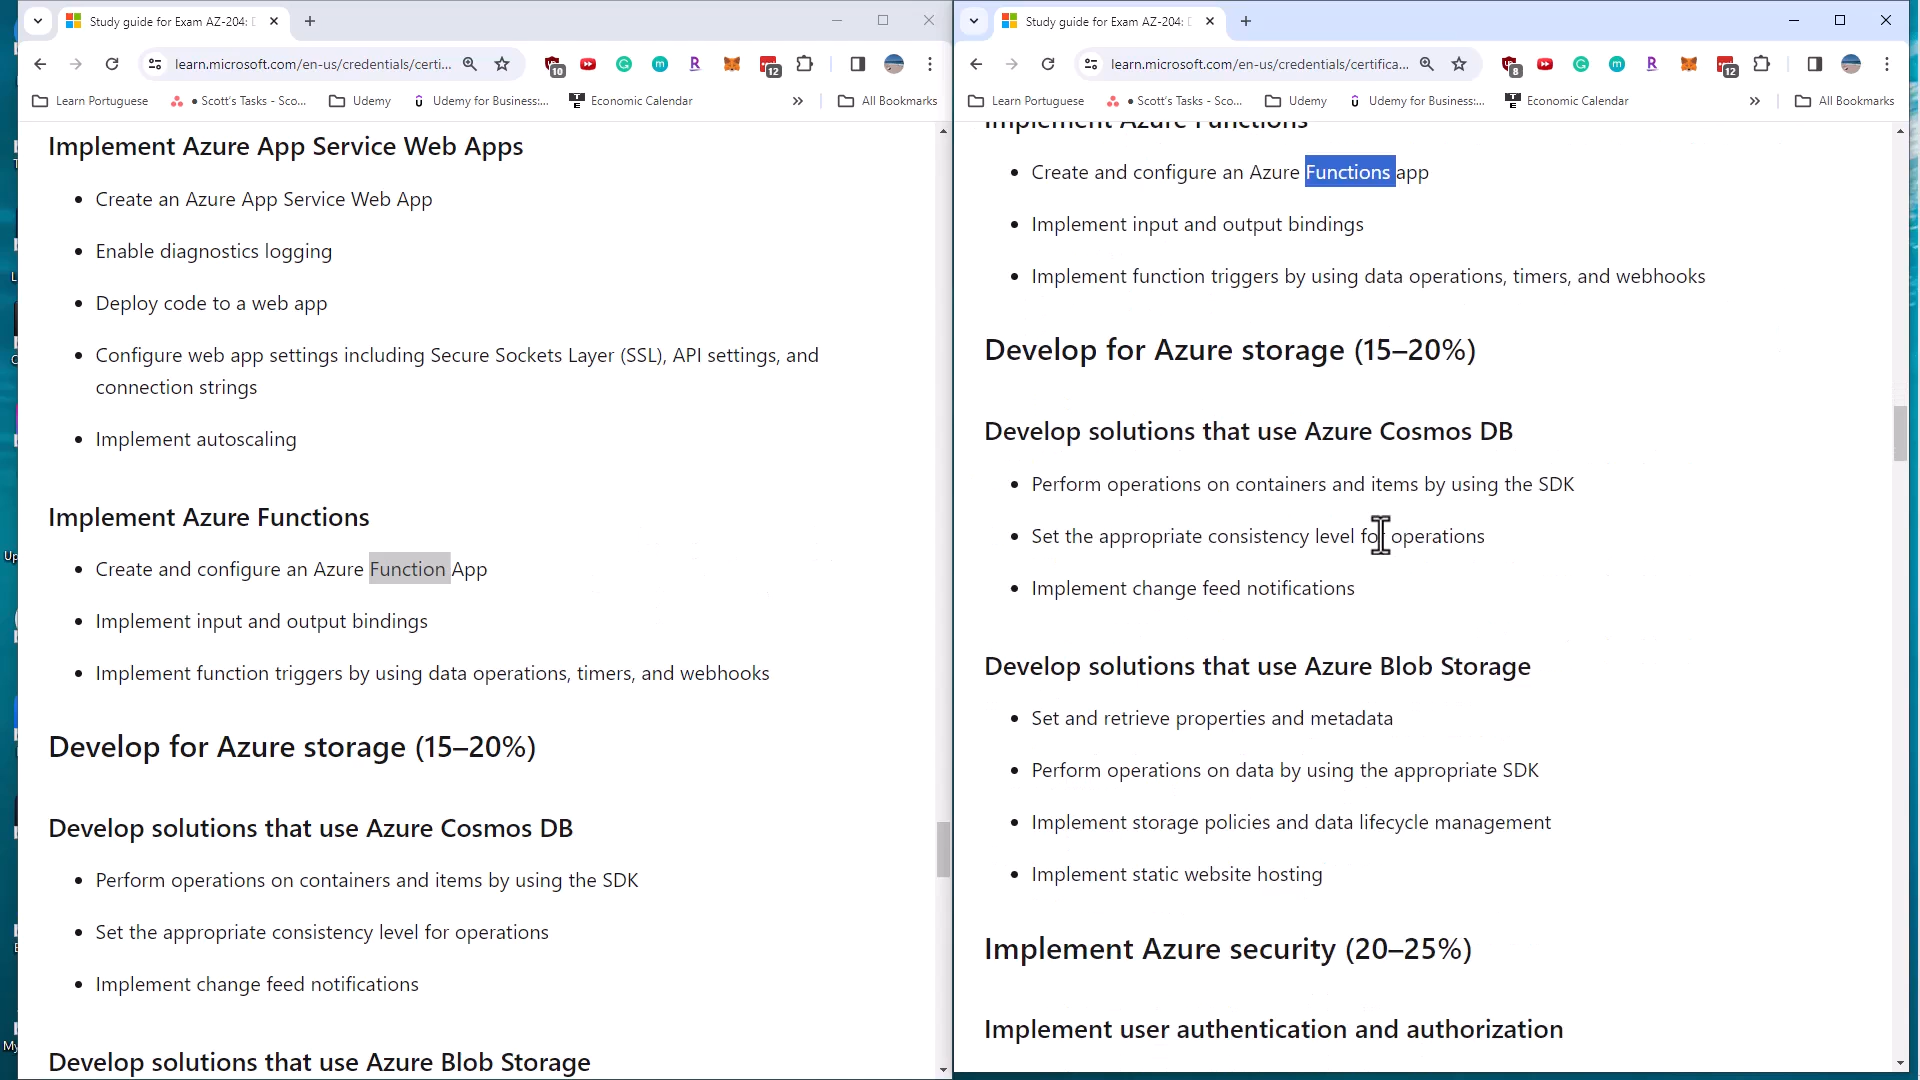 Study guide for Exam AZ-204: D
learn.microsoft.com/en-us/credentials/certi...
10
12
Learn Portuguese
• Scott's Tasks - Sco...
Udemy
Udemy for Business:...
Economic Calendar
»
All Bookmarks
Implement Azure App Service Web Apps
• Create an Azure App Service Web App
• Enable diagnostics logging
• Deploy code to a web app
• Configure web app settings including Secure Sockets Layer (SSL), API settings, and
connection strings
• Implement autoscaling
Implement Azure Functions
• Create and configure an Azure Function App
• Implement input and output bindings
• Implement function triggers by using data operations, timers, and webhooks
Develop for Azure storage (15–20%)
Develop solutions that use Azure Cosmos DB
• Perform operations on containers and items by using the SDK
• Set the appropriate consistency level for operations
• Implement change feed notifications
Develop solutions that use Azure Blob Storage
Study guide for Exam AZ-204: D
learn.microsoft.com/en-us/credentials/certifica...
8
12
Learn Portuguese
• Scott's Tasks - Sco...
Udemy
Udemy for Business:...
Economic Calendar
»
All Bookmarks
Implement Azure Functions
• Create and configure an Azure Functions app
• Implement input and output bindings
• Implement function triggers by using data operations, timers, and webhooks
Develop for Azure storage (15–20%)
Develop solutions that use Azure Cosmos DB
• Perform operations on containers and items by using the SDK
• Set the appropriate consistency level for operations
• Implement change feed notifications
Develop solutions that use Azure Blob Storage
• Set and retrieve properties and metadata
• Perform operations on data by using the appropriate SDK
• Implement storage policies and data lifecycle management
• Implement static website hosting
Implement Azure security (20–25%)
Implement user authentication and authorization